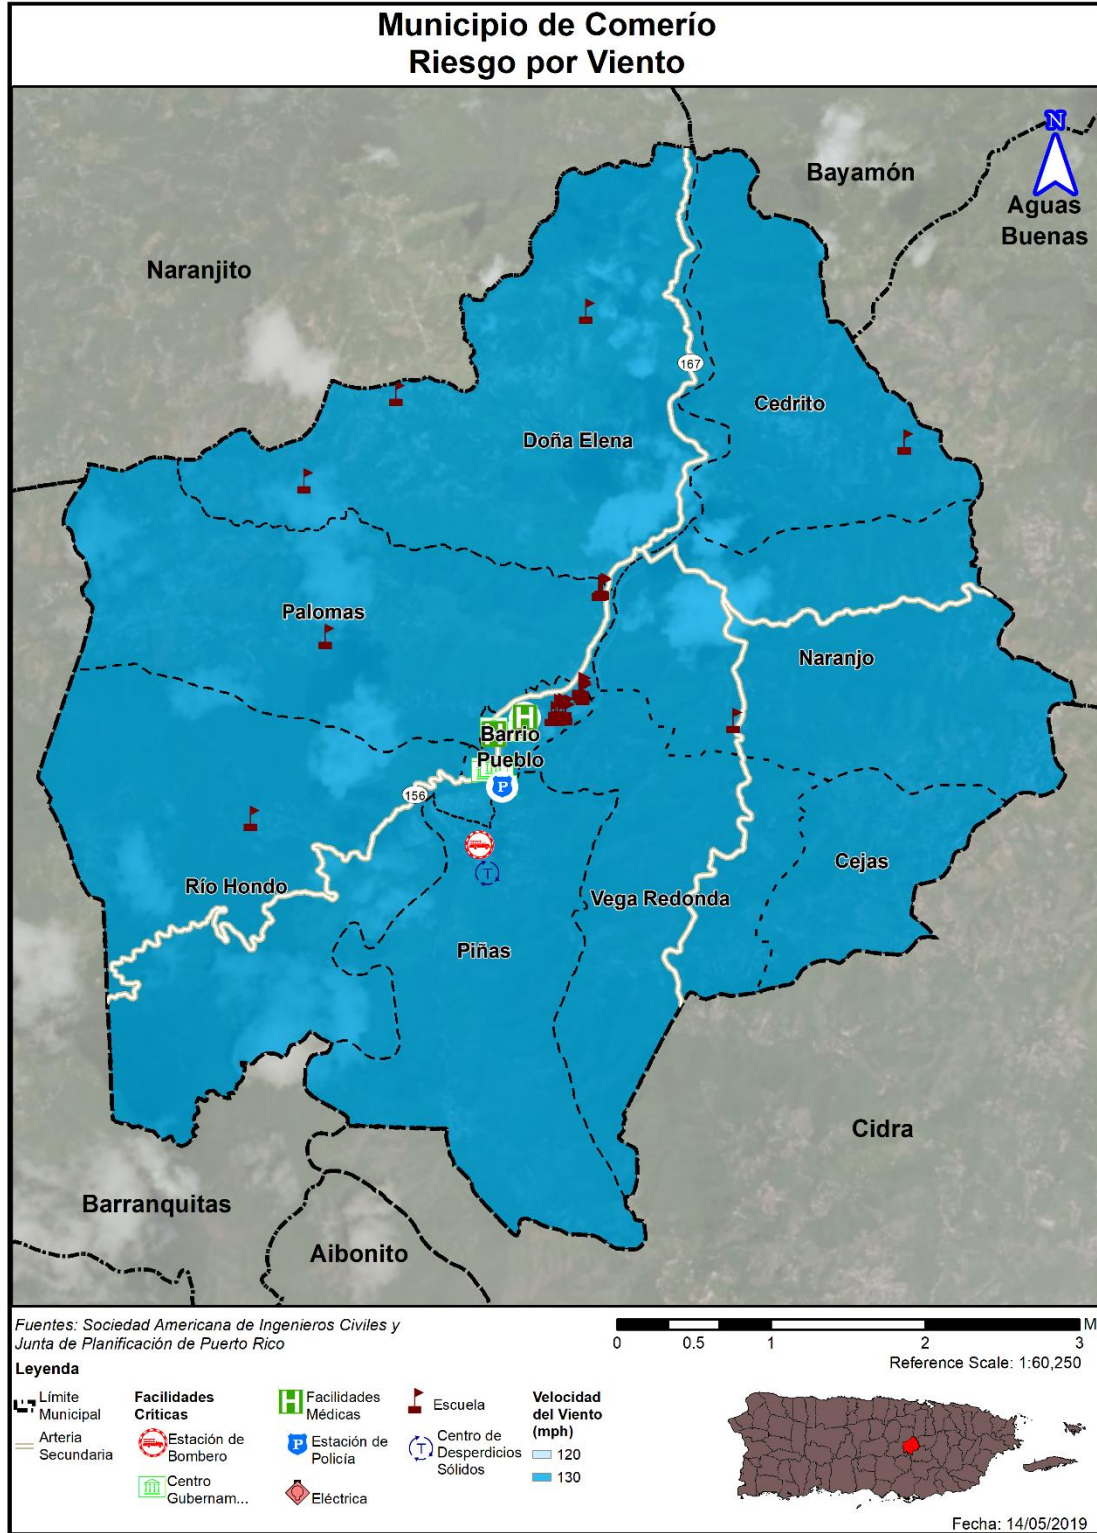 Municipio de Comerío
Riesgo por Viento
N
Bayamón
Aguas
Buenas
Naranjito
167
Cedrito
Doña Elena
Palomas
Naranjo
H
H
Barrio
Pueblo
P
156
T
Cejas
Río Hondo
Vega Redonda
Piñas
Cidra
Barranquitas
Aibonito
Fuentes: Sociedad Americana de Ingenieros Civiles y
Junta de Planificación de Puerto Rico
0 0.5 1 2 3
M
Reference Scale: 1:60,250
Leyenda
Límite
Municipal
Arteria
Secundaria
Facilidades
Críticas
Estación de
Bombero
Centro
Gubernam...
H
Facilidades
Médicas
P
Estación de
Policía
Eléctrica
Escuela
T
Centro de
Desperdicios
Sólidos
Velocidad
del Viento
(mph)
120
130
Fecha: 14/05/2019